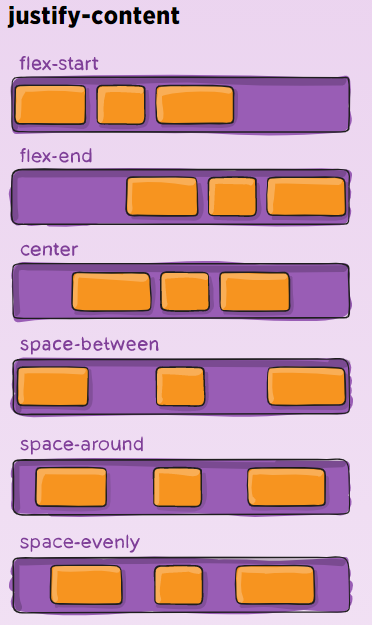 justify-content
flex-start
flex-end
center
space-between
space-around
space-evenly